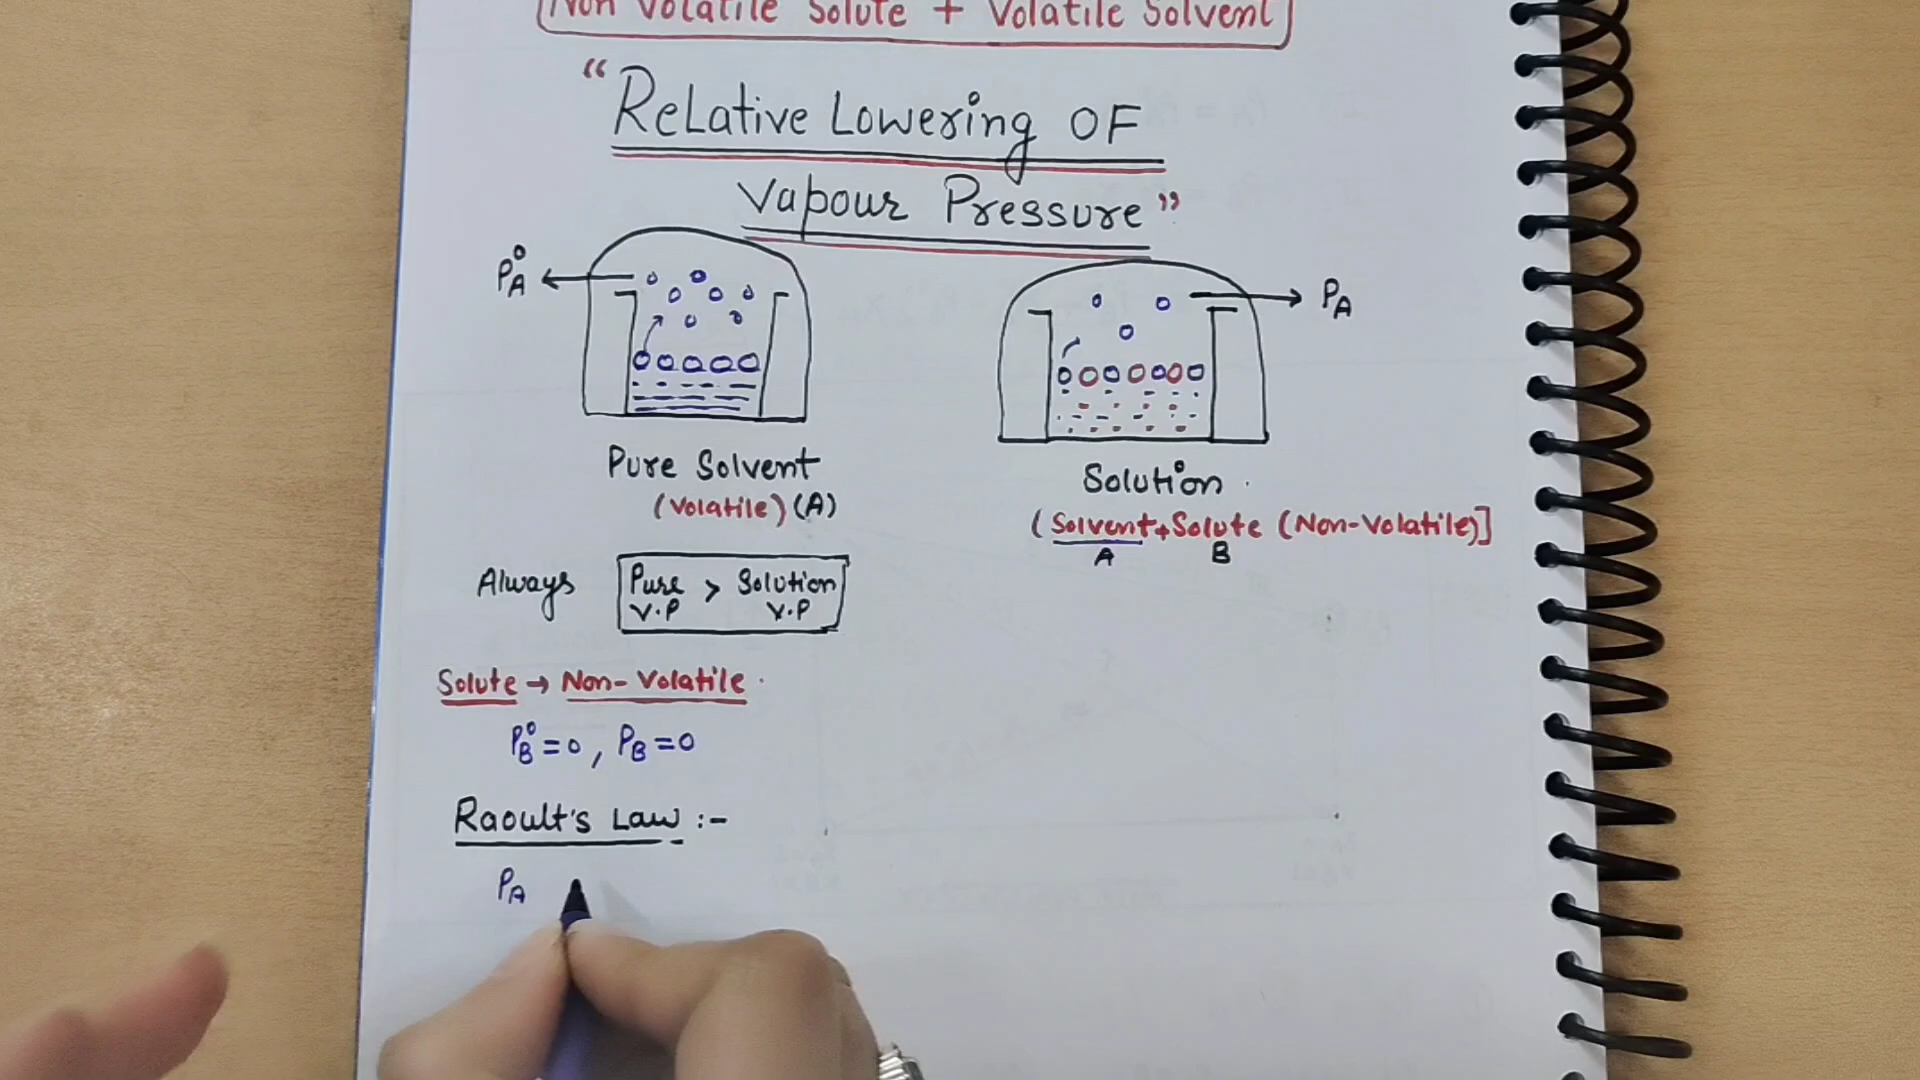 Non Volatile Solute + Volatile Solvent
"ReLative Lowering OF
Vapour Pressure"
P°A
PA
Pure Solvent
(Volatile) (A)
Solution
(Solvent + Solute (Non-Volatile)]
A B
Always Pure > Solution
V.P V.P
Solute → Non-Volatile
P°B = 0, PB = 0
Raoult's Law :-
PA